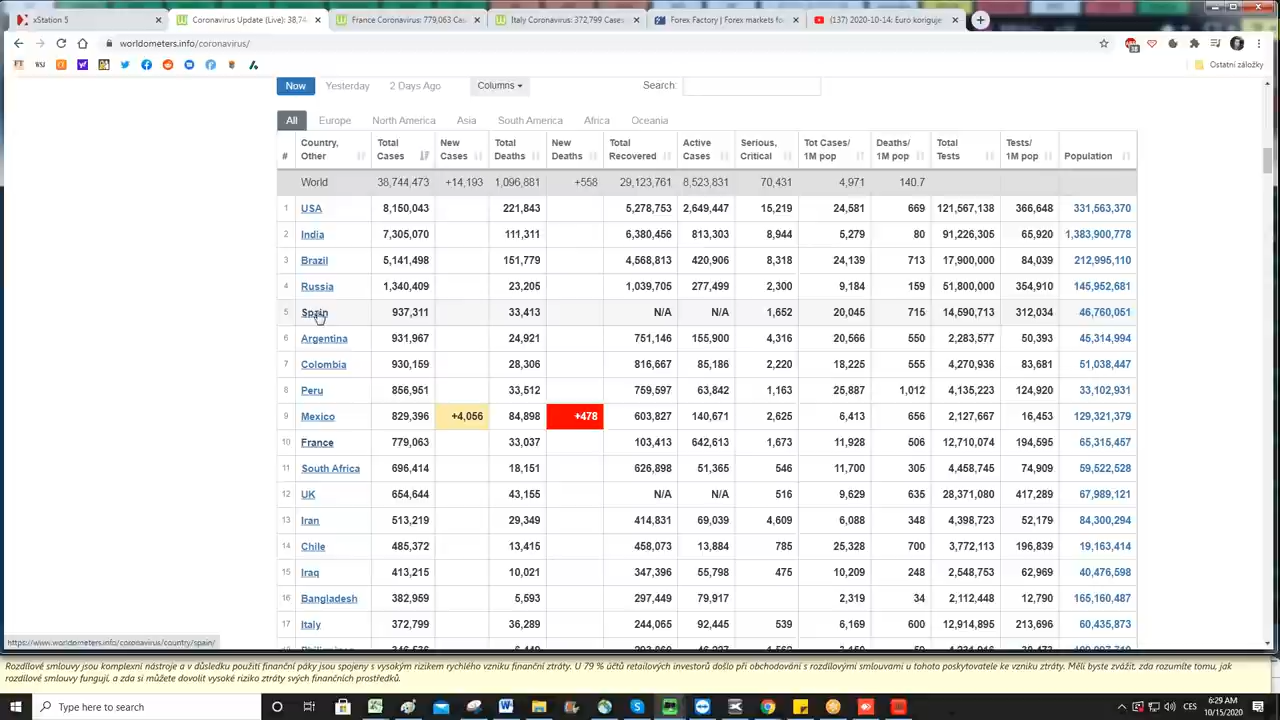 xStation 5
Coronavirus Update (Live): 38,74
France Coronavirus: 779,063 Cas
Italy Coronavirus: 372,799 Cases
Forex Factory | Forex markets fo
(137) 2020-10-14: Euro koriguje
worldometers.info/coronavirus/
FT WSJ
Ostatní záložky
Now Yesterday 2 Days Ago Columns Search:
All Europe North America Asia South America Africa Oceania
# Country, Other Total Cases New Cases Total Deaths New Deaths Total Recovered Active Cases Serious, Critical Tot Cases/ 1M pop Deaths/ 1M pop Total Tests Tests/ 1M pop Population
World 38,744,473 +14,193 1,096,881 +558 29,123,761 8,523,831 70,431 4,971 140.7
1 USA 8,150,043 221,843 5,278,753 2,649,447 15,219 24,581 669 121,567,138 366,648 331,563,370
2 India 7,305,070 111,311 6,380,456 813,303 8,944 5,279 80 91,226,305 65,920 1,383,900,778
3 Brazil 5,141,498 151,779 4,568,813 420,906 8,318 24,139 713 17,900,000 84,039 212,995,110
4 Russia 1,340,409 23,205 1,039,705 277,499 2,300 9,184 159 51,800,000 354,910 145,952,681
5 Spain 937,311 33,413 N/A N/A 1,652 20,045 715 14,590,713 312,034 46,760,051
6 Argentina 931,967 24,921 751,146 155,900 4,316 20,566 550 2,283,577 50,393 45,314,994
7 Colombia 930,159 28,306 816,667 85,186 2,220 18,225 555 4,270,936 83,681 51,038,447
8 Peru 856,951 33,512 759,597 63,842 1,163 25,887 1,012 4,135,223 124,920 33,102,931
9 Mexico 829,396 +4,056 84,898 +478 603,827 140,671 2,625 6,413 656 2,127,667 16,453 129,321,379
10 France 779,063 33,037 103,413 642,613 1,673 11,928 506 12,710,074 194,595 65,315,457
11 South Africa 696,414 18,151 626,898 51,365 546 11,700 305 4,458,745 74,909 59,522,528
12 UK 654,644 43,155 N/A N/A 516 9,629 635 28,371,080 417,289 67,989,121
13 Iran 513,219 29,349 414,831 69,039 4,609 6,088 348 4,398,723 52,179 84,300,294
14 Chile 485,372 13,415 458,073 13,884 785 25,328 700 3,772,113 196,839 19,163,414
15 Iraq 413,215 10,021 347,396 55,798 475 10,209 248 2,548,753 62,969 40,476,598
16 Bangladesh 382,959 5,593 297,449 79,917 2,319 34 2,112,448 12,790 165,160,487
17 Italy 372,799 36,289 244,065 92,445 539 6,169 600 12,914,895 213,696 60,435,873
https://www.worldometers.info/coronavirus/country/spain/
Rozdílové smlouvy jsou komplexní nástroje a v důsledku použití finanční páky jsou spojeny s vysokým rizikem rychlého vzniku finanční ztráty. U 79 % účtů retailových investorů došlo při obchodování s rozdílovými smlouvami u tohoto poskytovatele ke vzniku ztráty. Měli byste zvážit, zda rozumíte tomu, jak
rozdílové smlouvy fungují, a zda si můžete dovolit vysoké riziko ztráty svých finančních prostředků.
Type here to search
CES
6:29 AM
10/15/2020